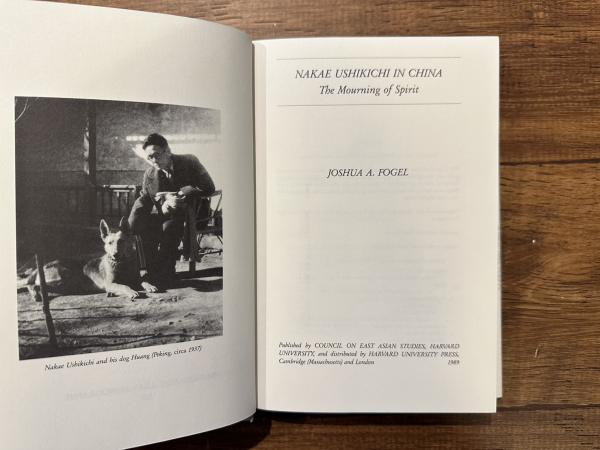 Nakae Ushikichi and his dog Huang (Peking, circa 1937)
NAKAE USHIKICHI IN CHINA
The Mourning of Spirit
JOSHUA A. FOGEL
Published by COUNCIL ON EAST ASIAN STUDIES, HARVARD
UNIVERSITY, and distributed by HARVARD UNIVERSITY PRESS,
Cambridge (Massachusetts) and London 1989